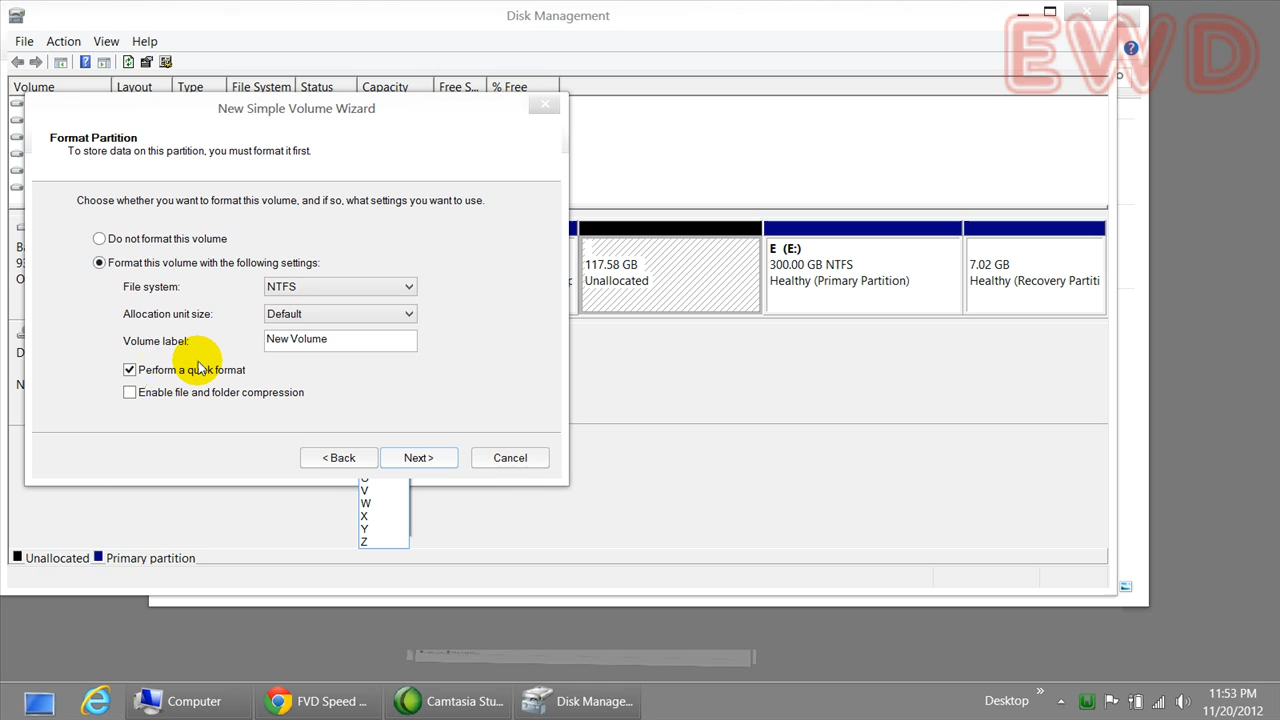 Disk Management
EWD
File Action View Help
Volume Layout Type File System Status Capacity Free S... % Free
New Simple Volume Wizard
Format Partition
To store data on this partition, you must format it first.
Choose whether you want to format this volume, and if so, what settings you want to use.
Do not format this volume
Format this volume with the following settings:
File system: NTFS
Allocation unit size: Default
Volume label: New Volume
Perform a quick format
Enable file and folder compression
< Back Next > Cancel
117.58 GB
Unallocated
E (E:)
300.00 GB NTFS
Healthy (Primary Partition)
7.02 GB
Healthy (Recovery Partiti
V
W
X
Y
Z
Unallocated Primary partition
Computer FVD Speed ... Camtasia Stu... Disk Manage... Desktop
11:53 PM
11/20/2012